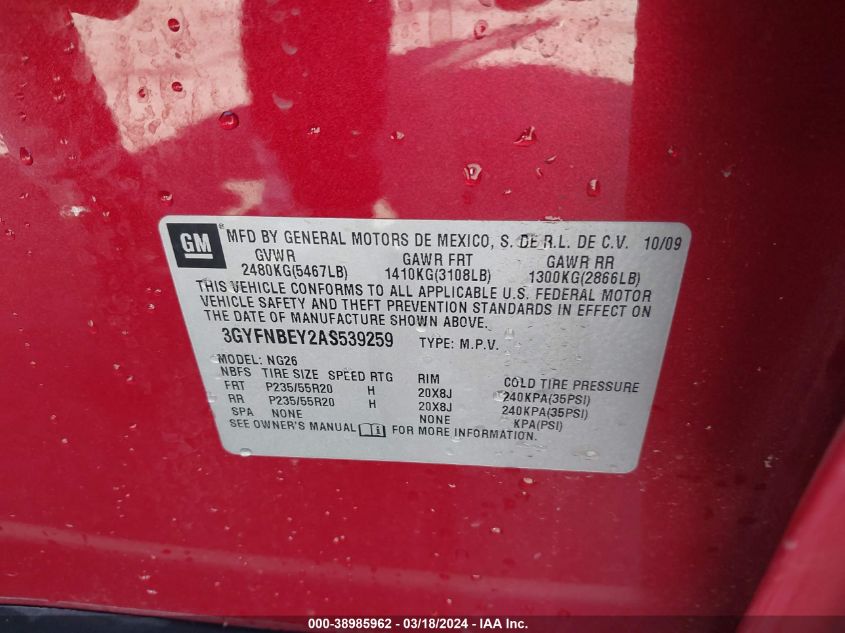 GM ® MFD BY GENERAL MOTORS DE MEXICO, S. DE R.L. DE C.V. 10/09
GVWR GAWR FRT GAWR RR
2480KG(5467LB) 1410KG(3108LB) 1300KG(2866LB)
THIS VEHICLE CONFORMS TO ALL APPLICABLE U.S. FEDERAL MOTOR
VEHICLE SAFETY AND THEFT PREVENTION STANDARDS IN EFFECT ON
THE DATE OF MANUFACTURE SHOWN ABOVE.
3GYFNBEY2AS539259 TYPE: M.P.V.
MODEL: NG26
NBFS TIRE SIZE SPEED RTG RIM COLD TIRE PRESSURE
FRT P235/55R20 H 20X8J 240KPA(35PSI)
RR P235/55R20 H 20X8J 240KPA(35PSI)
SPA NONE NONE KPA(PSI)
SEE OWNER'S MANUAL FOR MORE INFORMATION.
000-38985962 - 03/18/2024 - IAAI.COM